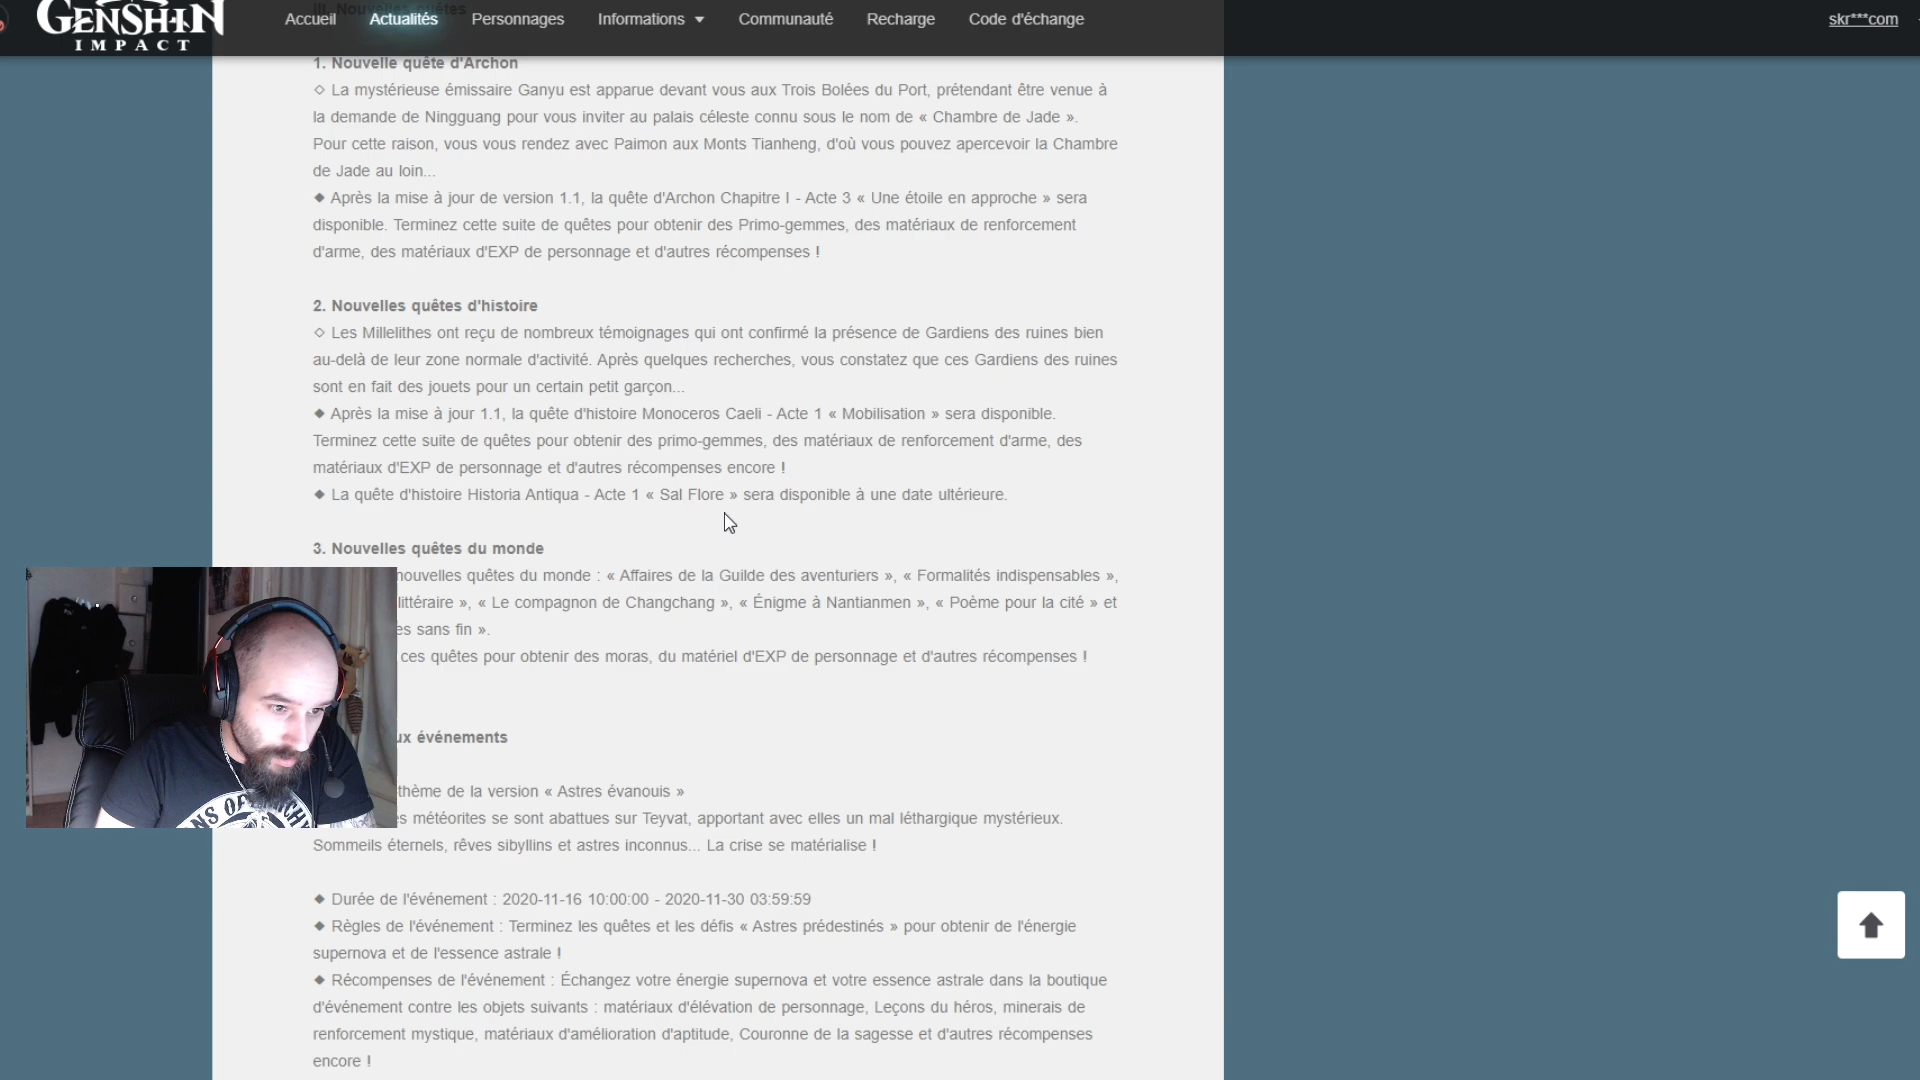 GENSHIN
IMPACT
Accueil Actualités Personnages Informations Communauté Recharge Code d'échange
skr***com
III. Nouvelles quêtes
1. Nouvelle quête d'Archon
◇ La mystérieuse émissaire Ganyu est apparue devant vous aux Trois Bolées du Port, prétendant être venue à
la demande de Ningguang pour vous inviter au palais céleste connu sous le nom de « Chambre de Jade ».
Pour cette raison, vous vous rendez avec Paimon aux Monts Tianheng, d'où vous pouvez apercevoir la Chambre
de Jade au loin...
◆ Après la mise à jour de version 1.1, la quête d'Archon Chapitre I - Acte 3 « Une étoile en approche » sera
disponible. Terminez cette suite de quêtes pour obtenir des Primo-gemmes, des matériaux de renforcement
d'arme, des matériaux d'EXP de personnage et d'autres récompenses !
2. Nouvelles quêtes d'histoire
◇ Les Millelithes ont reçu de nombreux témoignages qui ont confirmé la présence de Gardiens des ruines bien
au-delà de leur zone normale d'activité. Après quelques recherches, vous constatez que ces Gardiens des ruines
sont en fait des jouets pour un certain petit garçon...
◆ Après la mise à jour 1.1, la quête d'histoire Monoceros Caeli - Acte 1 « Mobilisation » sera disponible.
Terminez cette suite de quêtes pour obtenir des primo-gemmes, des matériaux de renforcement d'arme, des
matériaux d'EXP de personnage et d'autres récompenses encore !
◆ La quête d'histoire Historia Antiqua - Acte 1 « Sal Flore » sera disponible à une date ultérieure.
3. Nouvelles quêtes du monde
nouvelles quêtes du monde : « Affaires de la Guilde des aventuriers », « Formalités indispensables »,
littéraire », « Le compagnon de Changchang », « Énigme à Nantianmen », « Poème pour la cité » et
es sans fin ».
ces quêtes pour obtenir des moras, du matériel d'EXP de personnage et d'autres récompenses !
ux événements
thème de la version « Astres évanouis »
es météorites se sont abattues sur Teyvat, apportant avec elles un mal léthargique mystérieux.
Sommeils éternels, rêves sibyllins et astres inconnus... La crise se matérialise !
◆ Durée de l'événement : 2020-11-16 10:00:00 - 2020-11-30 03:59:59
◆ Règles de l'événement : Terminez les quêtes et les défis « Astres prédestinés » pour obtenir de l'énergie
supernova et de l'essence astrale !
◆ Récompenses de l'événement : Échangez votre énergie supernova et votre essence astrale dans la boutique
d'événement contre les objets suivants : matériaux d'élévation de personnage, Leçons du héros, minerais de
renforcement mystique, matériaux d'amélioration d'aptitude, Couronne de la sagesse et d'autres récompenses
encore !